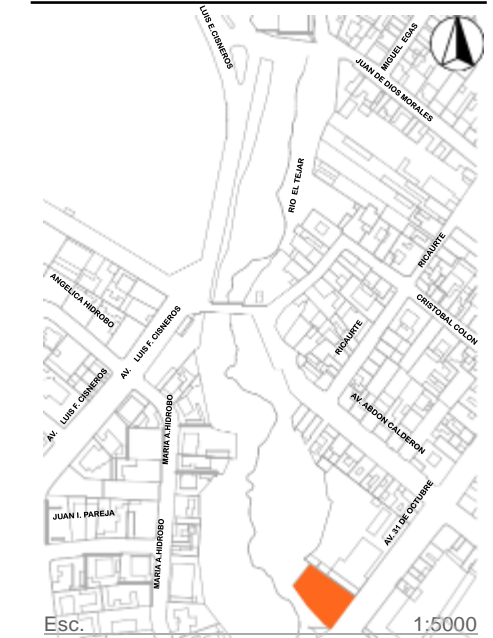 LUIS E.CISNEROS
MIGUEL EGAS
JUAN DE DIOS MORALES
RIO EL TEJAR
RICAURTE
ANGELICA HIDROBO
CRISTOBAL COLON
AV. LUIS F. CISNEROS
RICAURTE
AV. LUIS F. CISNEROS
MARIA A.HIDROBO
AV. ABDON CALDERON
JUAN I. PAREJA
AV. 31 DE OCTUBRE
MARIA A.HIDROBO
Esc. 1:5000